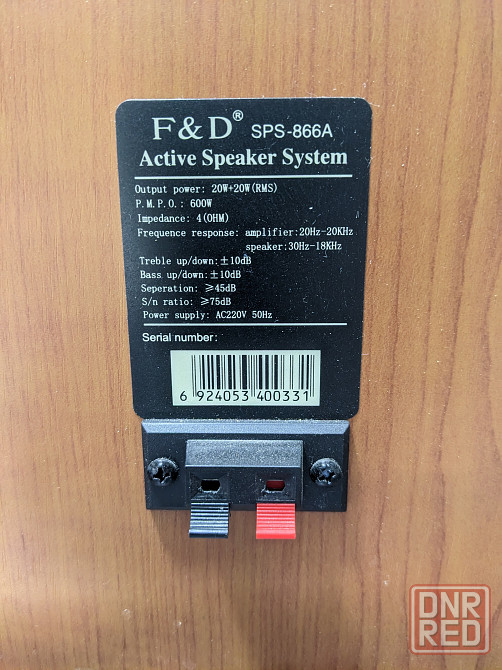 F&D® SPS-866A
Active Speaker System
Output power: 20W+20W(RMS)
P.M.P.O.: 600W
Impedance: 4(OHM)
Frequence response: amplifier:20Hz-20KHz
speaker:30Hz-18KHz
Treble up/down:±10dB
Bass up/down:±10dB
Seperation: ≥45dB
S/n ratio: ≥75dB
Power supply: AC220V 50Hz
Serial number:
6 924053 400331
DNR
RED